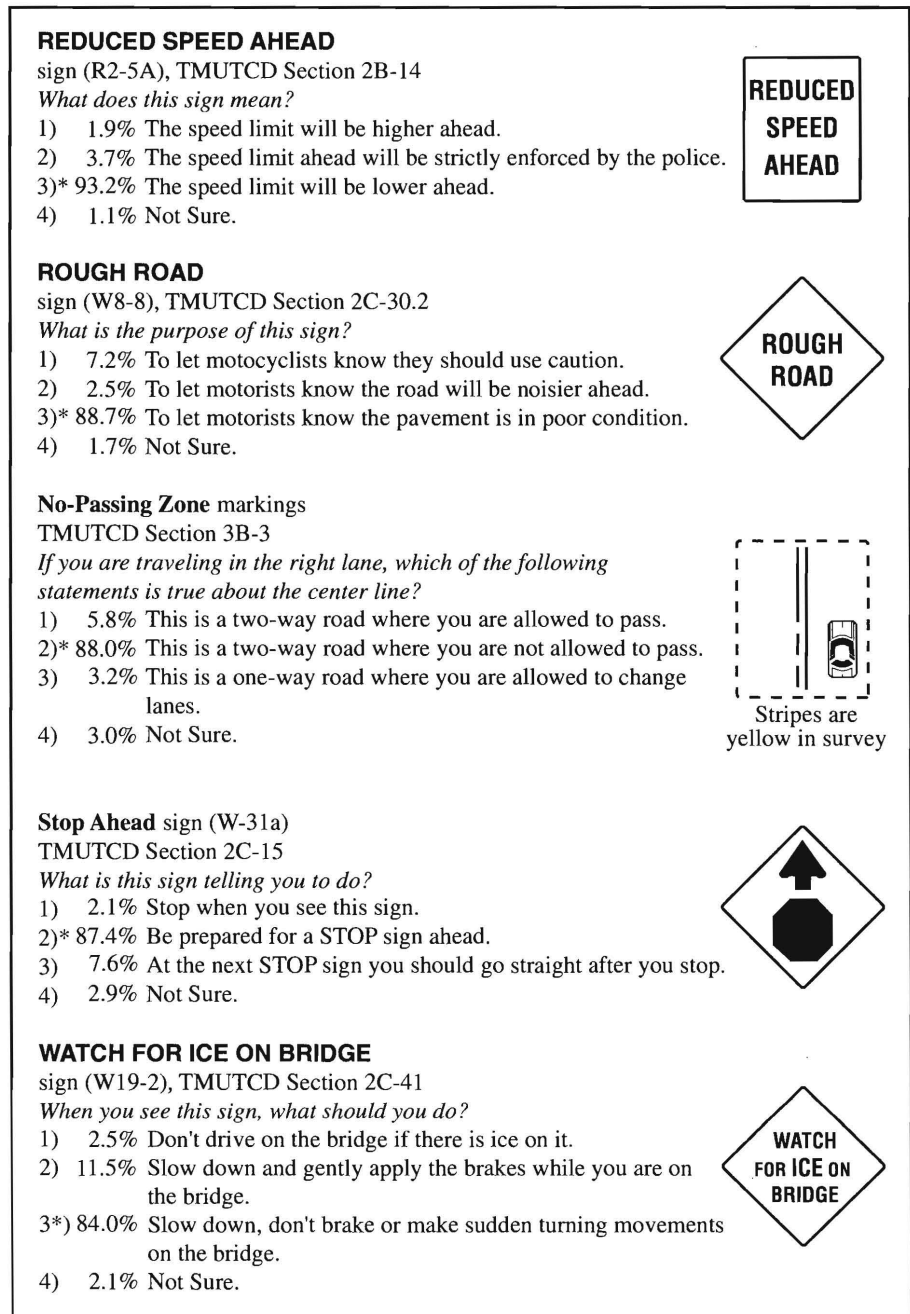 REDUCED SPEED AHEAD
sign (R2-5A), TMUTCD Section 2B-14
What does this sign mean?
1) 1.9% The speed limit will be higher ahead.
2) 3.7% The speed limit ahead will be strictly enforced by the police.
3)* 93.2% The speed limit will be lower ahead.
4) 1.1% Not Sure.
REDUCED
SPEED
AHEAD
ROUGH ROAD
sign (W8-8), TMUTCD Section 2C-30.2
What is the purpose of this sign?
1) 7.2% To let motocyclists know they should use caution.
2) 2.5% To let motorists know the road will be noisier ahead.
3)* 88.7% To let motorists know the pavement is in poor condition.
4) 1.7% Not Sure.
ROUGH
ROAD
No-Passing Zone markings
TMUTCD Section 3B-3
If you are traveling in the right lane, which of the following
statements is true about the center line?
1) 5.8% This is a two-way road where you are allowed to pass.
2)* 88.0% This is a two-way road where you are not allowed to pass.
3) 3.2% This is a one-way road where you are allowed to change
lanes.
4) 3.0% Not Sure.
Stripes are
yellow in survey
Stop Ahead sign (W-31a)
TMUTCD Section 2C-15
What is this sign telling you to do?
1) 2.1% Stop when you see this sign.
2)* 87.4% Be prepared for a STOP sign ahead.
3) 7.6% At the next STOP sign you should go straight after you stop.
4) 2.9% Not Sure.
WATCH FOR ICE ON BRIDGE
sign (W19-2), TMUTCD Section 2C-41
When you see this sign, what should you do?
1) 2.5% Don't drive on the bridge if there is ice on it.
2) 11.5% Slow down and gently apply the brakes while you are on
the bridge.
3*) 84.0% Slow down, don't brake or make sudden turning movements
on the bridge.
4) 2.1% Not Sure.
WATCH
FOR ICE ON
BRIDGE